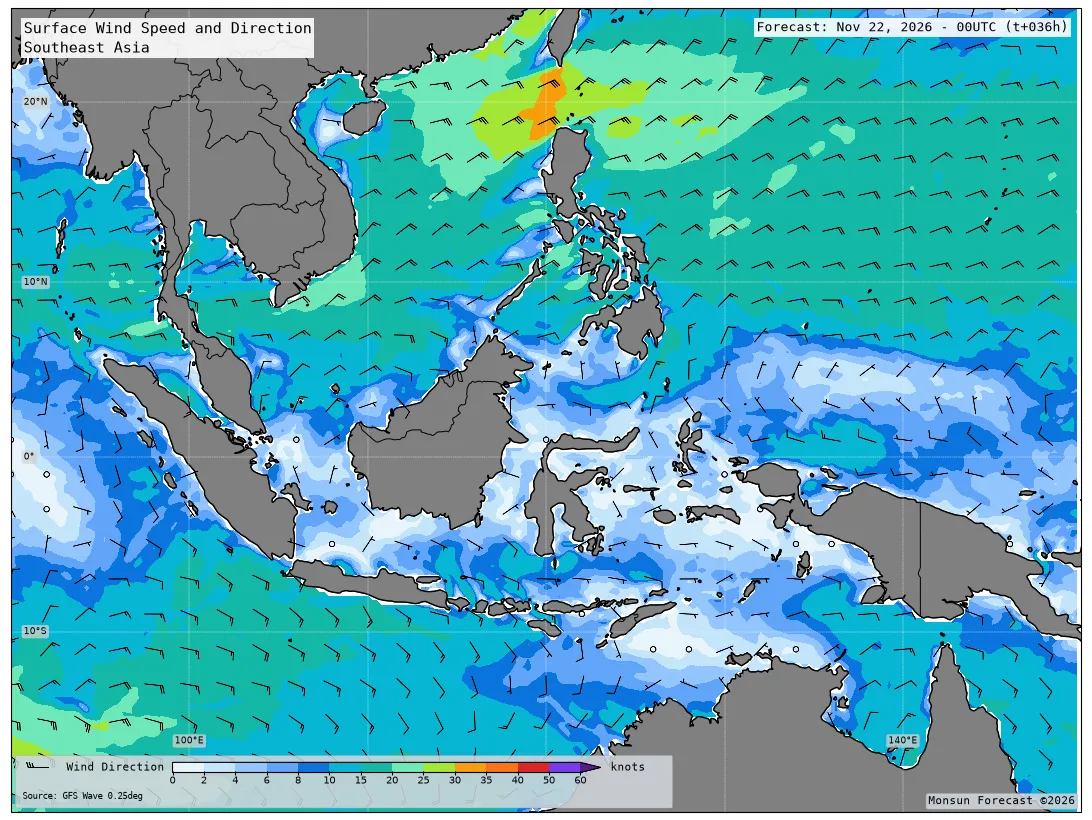 Surface Wind Speed and Direction
Southeast Asia
Forecast: Nov 22, 2026 - 00UTC (t+036h)
20°N
10°N
0°
10°S
100°E
140°E
Wind Direction
0 2 4 6 8 10 15 20 25 30 35 40 50 60
knots
Source: GFS Wave 0.25deg
Monsun Forecast ©2026